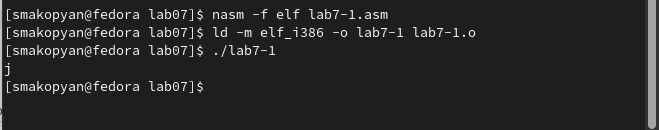 [smakopyan@fedora lab07]$ nasm -f elf lab7-1.asm
[smakopyan@fedora lab07]$ ld -m elf_i386 -o lab7-1 lab7-1.o
[smakopyan@fedora lab07]$ ./lab7-1
j
[smakopyan@fedora lab07]$